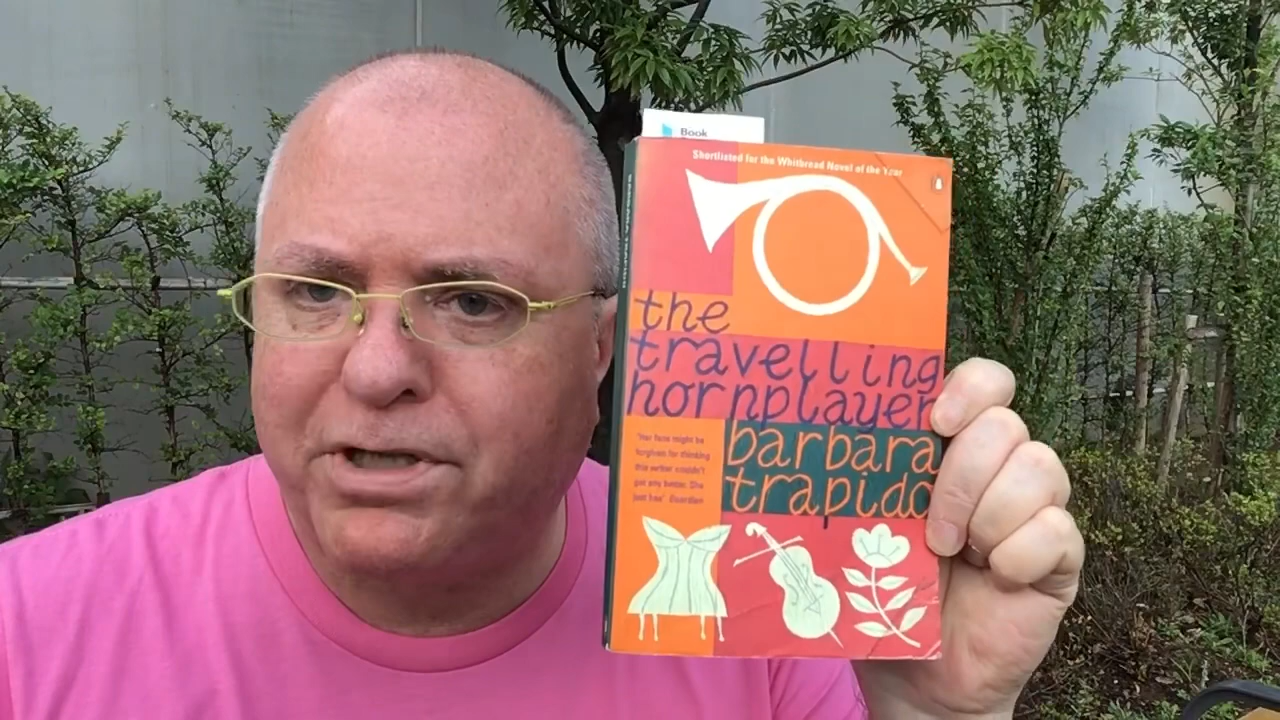 Book
Shortlisted for the Whitbread Novel of the Year
the
travelling
hornplayer
barbara
trapido
'Her fans might be
forgiven for thinking
this writer couldn't
get any better. She
just has' Guardian